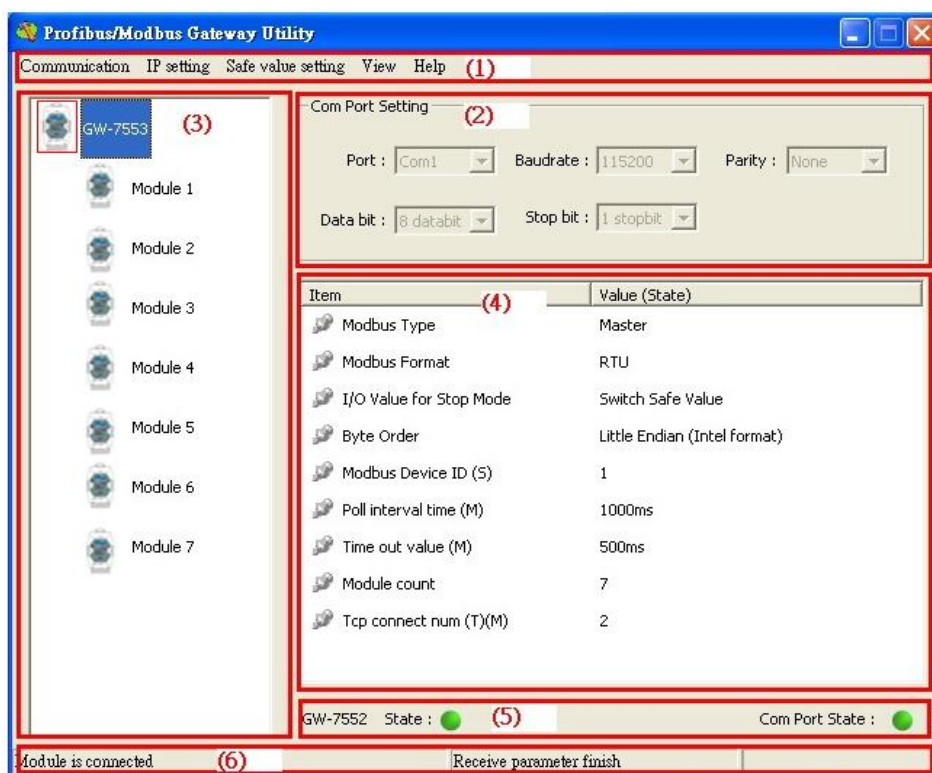 Profibus/Modbus Gateway Utility
Communication IP setting Safe value setting View Help (1)
GW-7553 (3)
Module 1
Module 2
Module 3
Module 4
Module 5
Module 6
Module 7
Com Port Setting (2)
Port : Com1 Baudrate : 115200 Parity : None
Data bit : 8 databit Stop bit : 1 stopbit
Item (4) Value (State)
Modbus Type Master
Modbus Format RTU
I/O Value for Stop Mode Switch Safe Value
Byte Order Little Endian (Intel format)
Modbus Device ID (S) 1
Poll interval time (M) 1000ms
Time out value (M) 500ms
Module count 7
Tcp connect num (T)(M) 2
GW-7552 State : (5) Com Port State :
Module is connected (6) Receive parameter finish